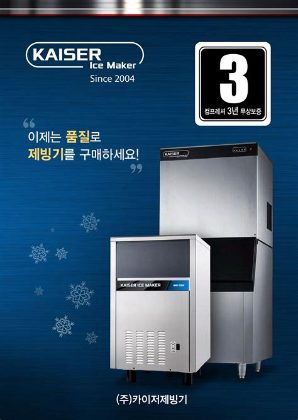 KAISER
Ice Maker
Since 2004
3
컴프레셔 3년 무상보증
“이제는 품질로
제빙기를 구매하세요!”
KAISER
KAISER ICE MAKER
(주)카이저제빙기